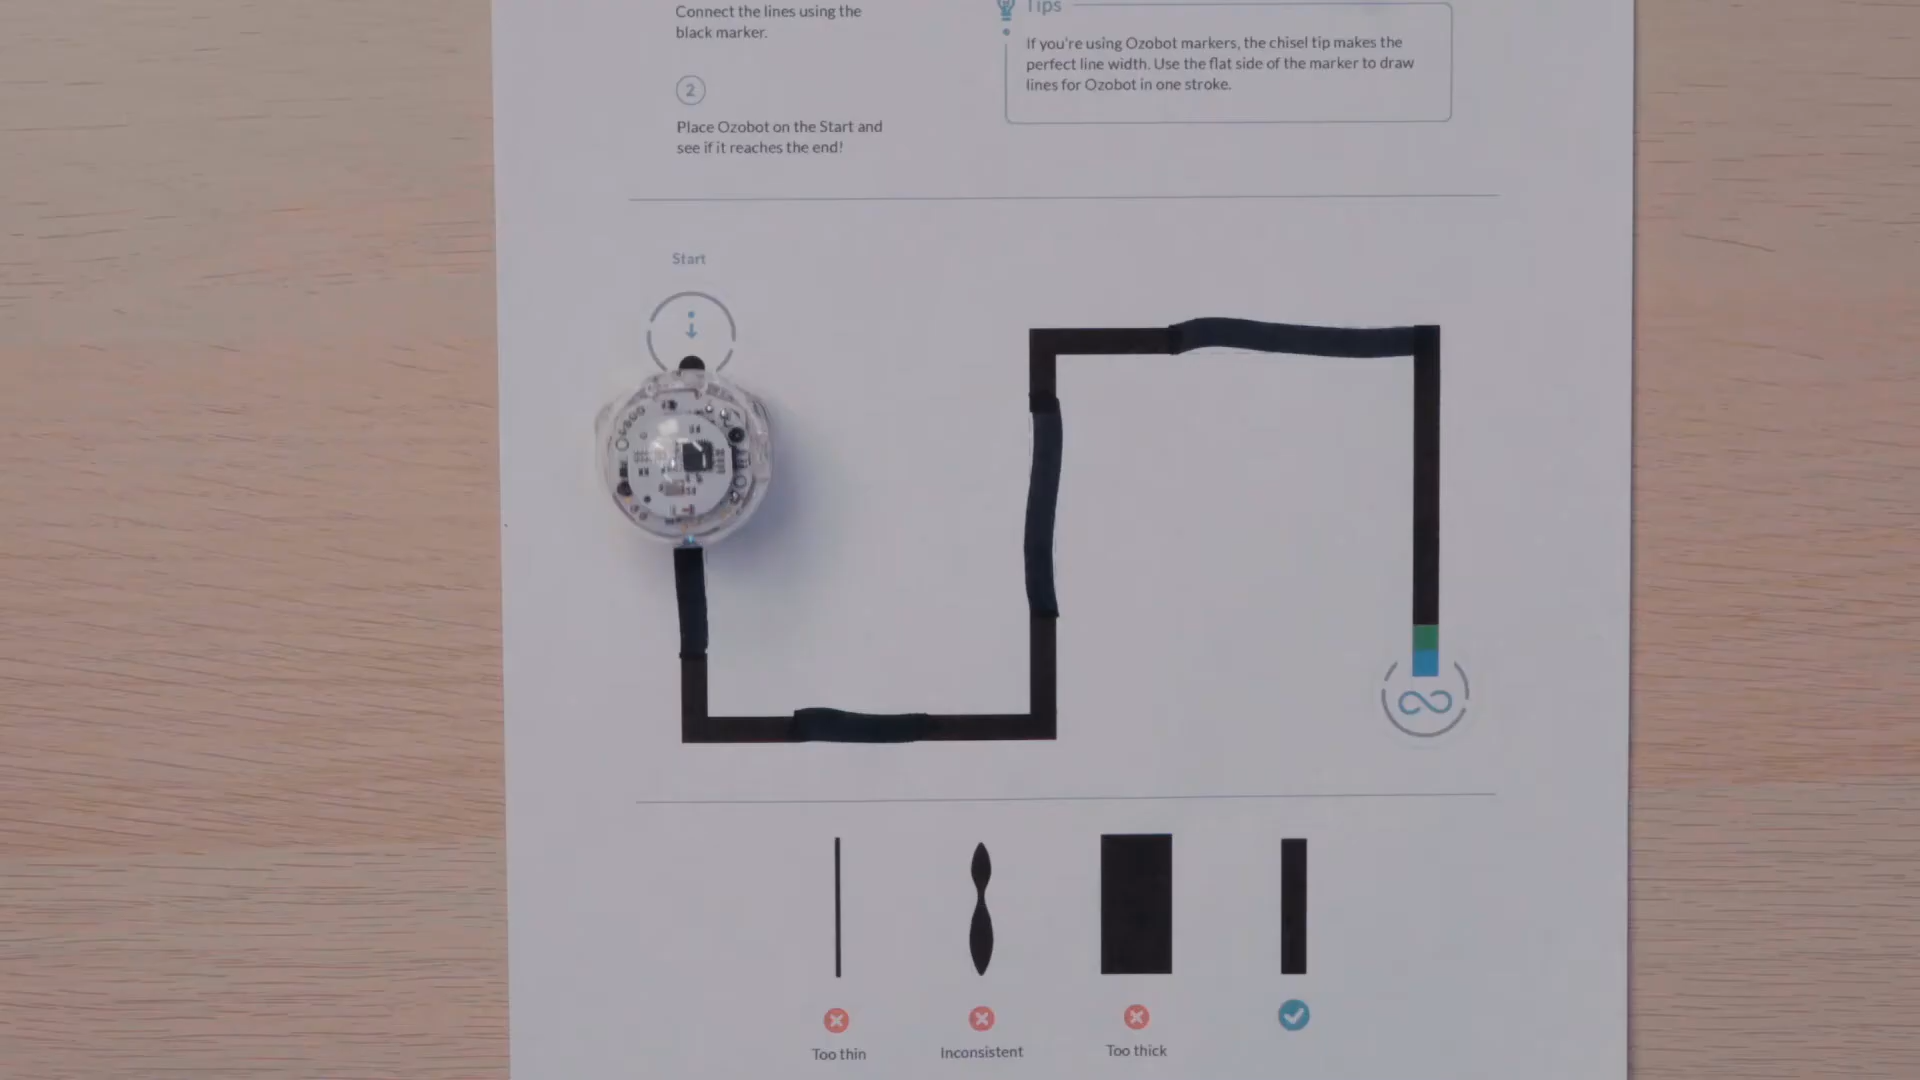 Connect the lines using the
black marker.
2
Place Ozobot on the Start and
see if it reaches the end!
Tips
If you're using Ozobot markers, the chisel tip makes the
perfect line width. Use the flat side of the marker to draw
lines for Ozobot in one stroke.
Start
Too thin
Inconsistent
Too thick